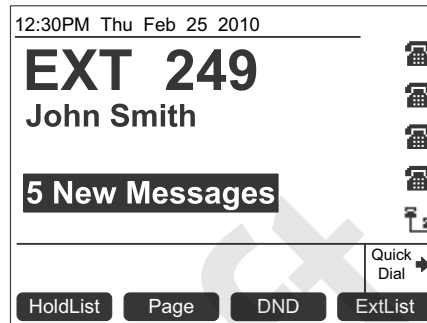 12:30PM Thu Feb 25 2010
EXT 249
John Smith
5 New Messages
Quick
Dial
HoldList Page DND ExtList